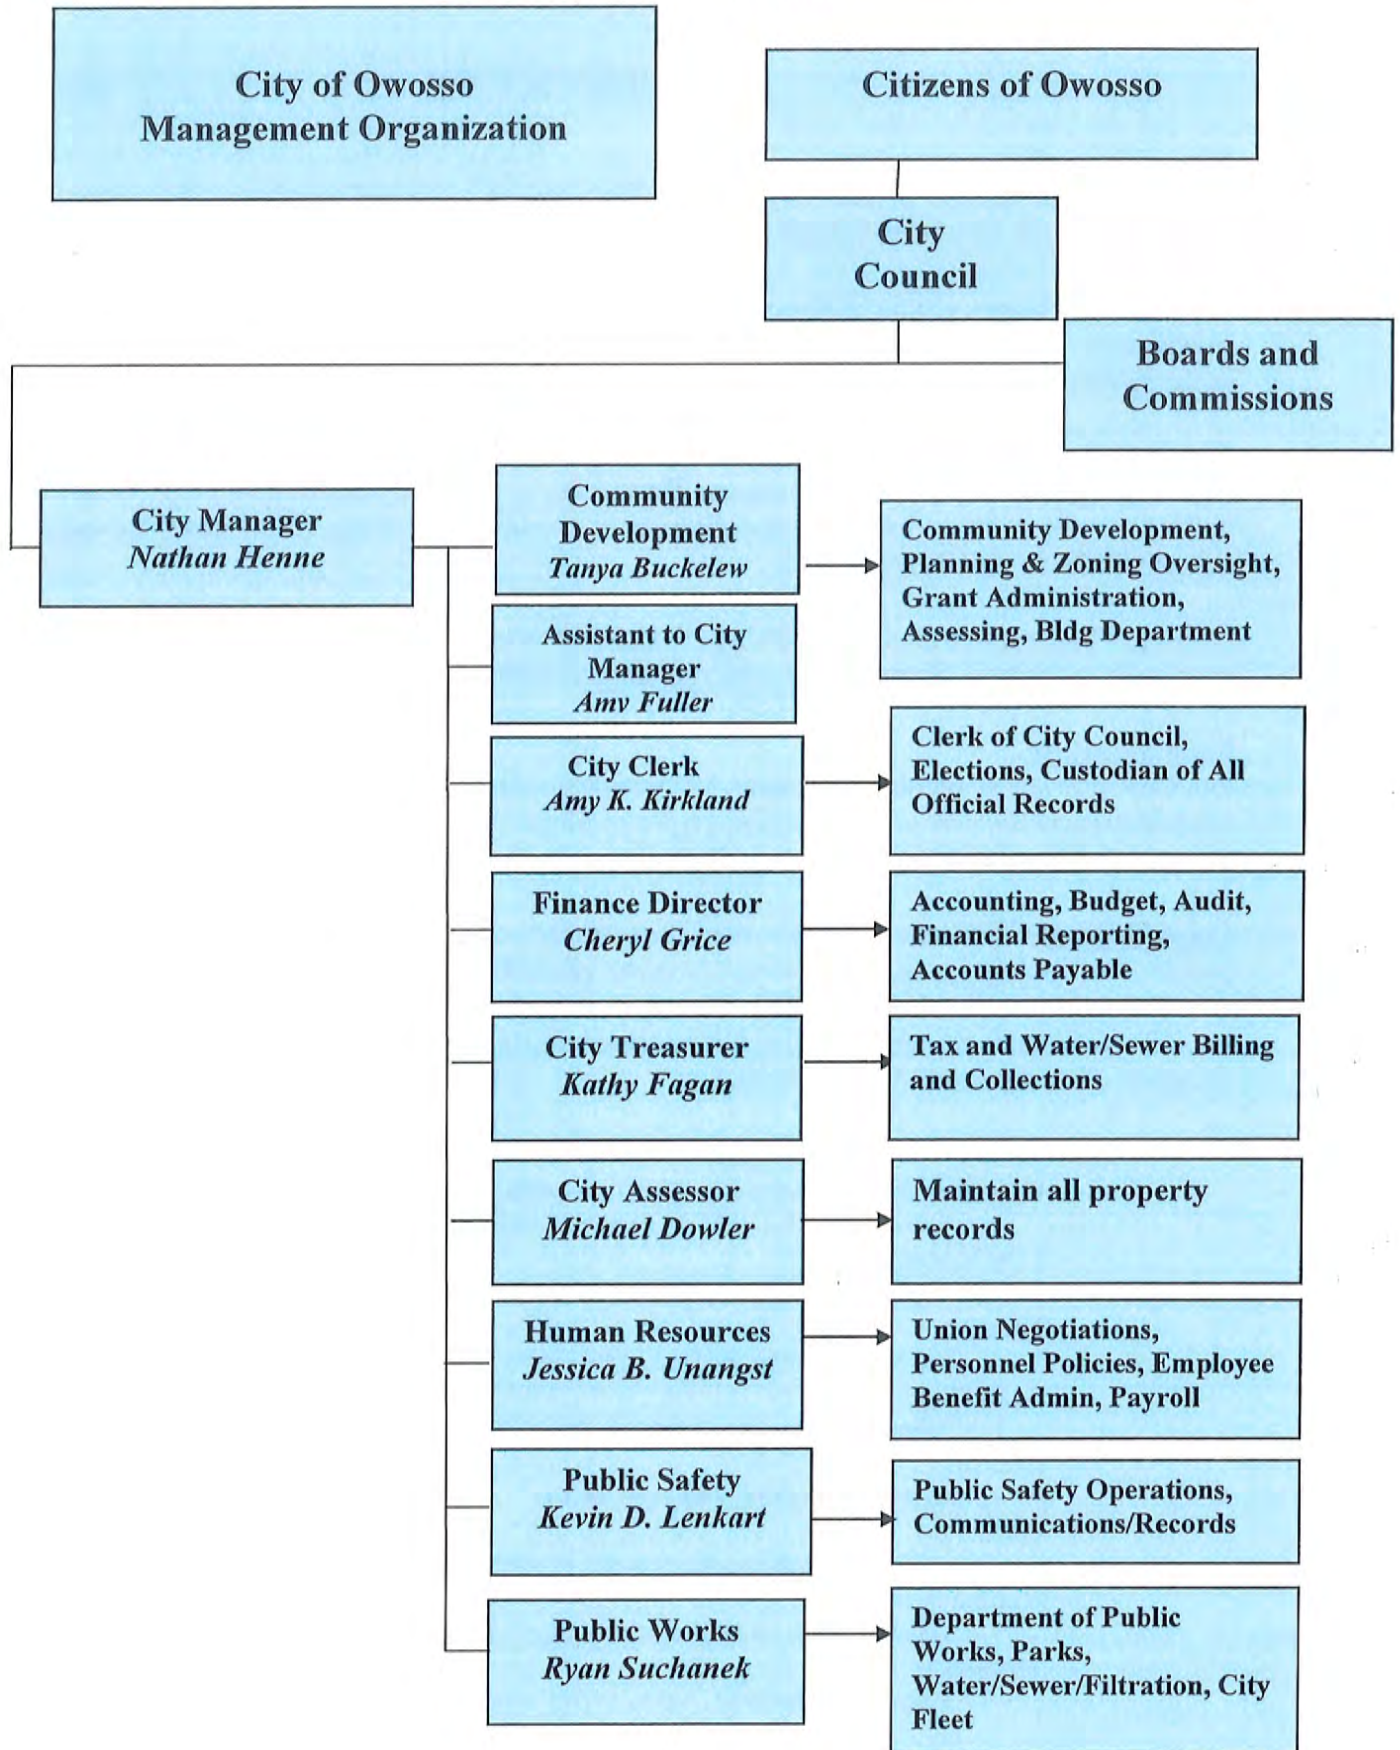 City of Owosso
Management Organization
Citizens of Owosso
City
Council
Boards and
Commissions
City Manager
Nathan Henne
Community
Development
Tanya Buckelew
Community Development,
Planning & Zoning Oversight,
Grant Administration,
Assessing, Bldg Department
Assistant to City
Manager
Amy Fuller
City Clerk
Amy K. Kirkland
Clerk of City Council,
Elections, Custodian of All
Official Records
Finance Director
Cheryl Grice
Accounting, Budget, Audit,
Financial Reporting,
Accounts Payable
City Treasurer
Kathy Fagan
Tax and Water/Sewer Billing
and Collections
City Assessor
Michael Dowler
Maintain all property
records
Human Resources
Jessica B. Unangst
Union Negotiations,
Personnel Policies, Employee
Benefit Admin, Payroll
Public Safety
Kevin D. Lenkart
Public Safety Operations,
Communications/Records
Public Works
Ryan Suchanek
Department of Public
Works, Parks,
Water/Sewer/Filtration, City
Fleet